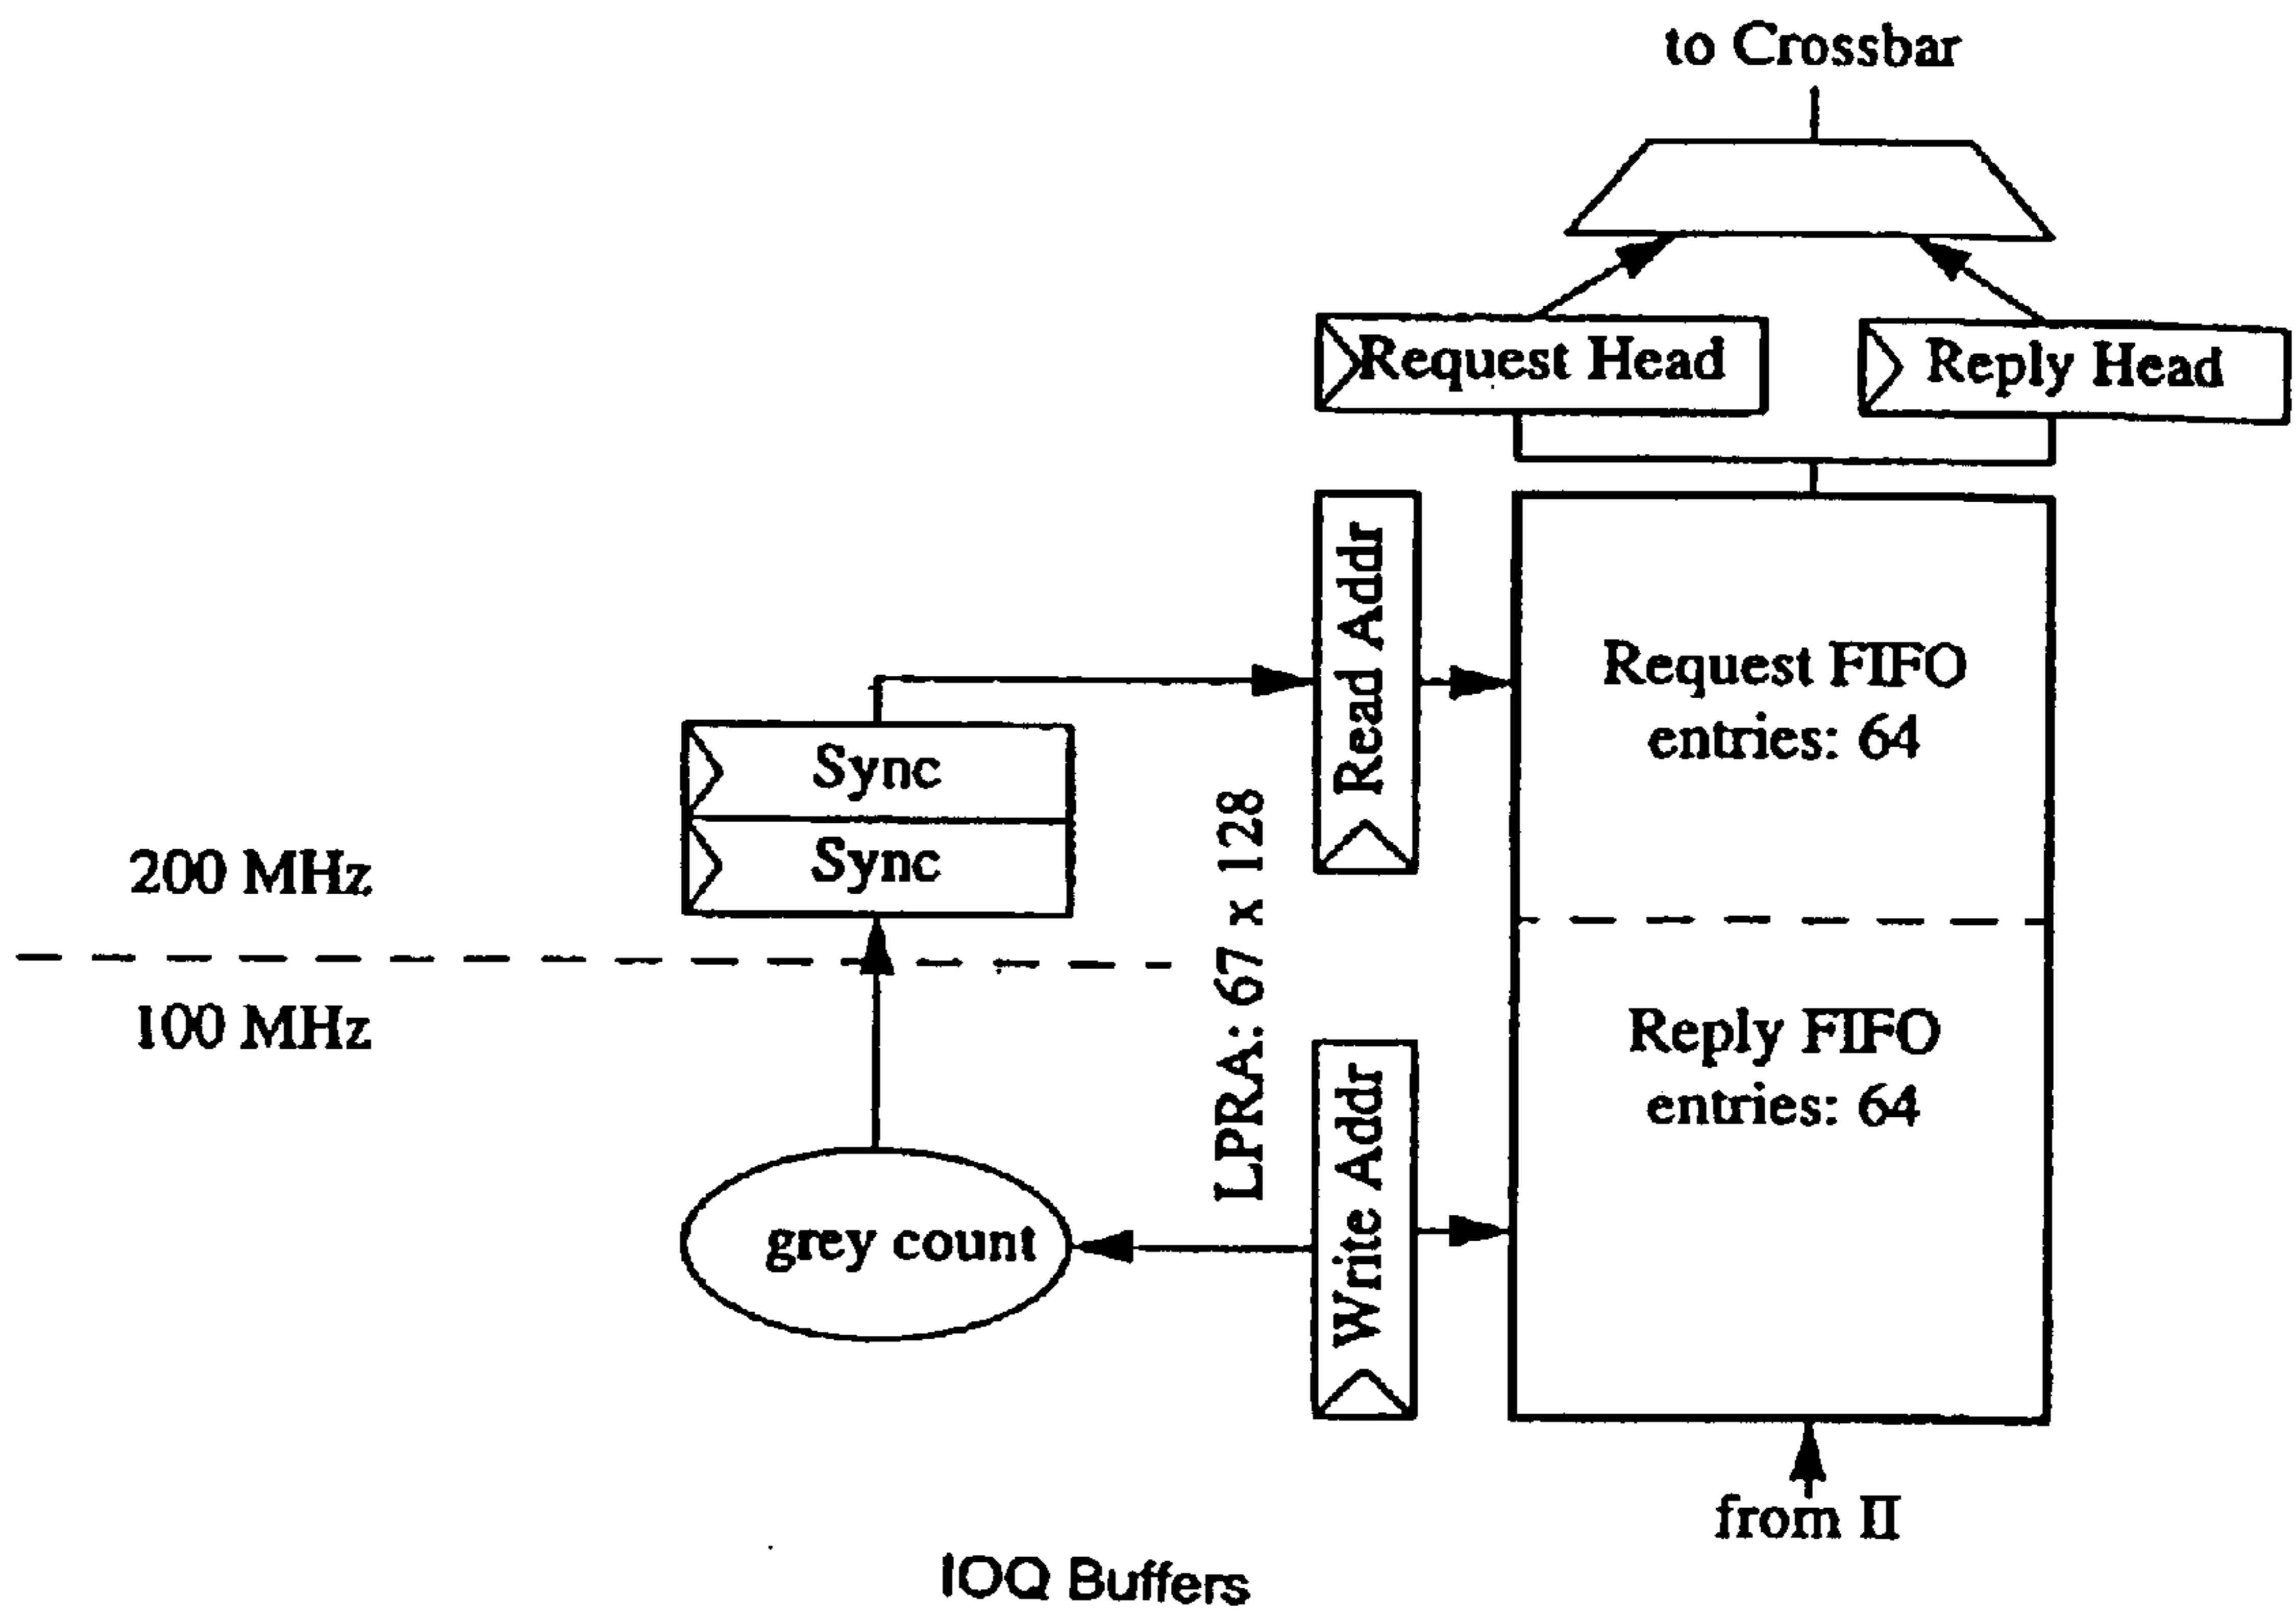 to Crossbar
Request Head
Reply Head
Read Addr
Request FIFO
entries: 64
Sync
Sync
200 MHz
LPRA: 67 x 128
100 MHz
Reply FIFO
entries: 64
Write Addr
grey count
from II
IOQ Buffers